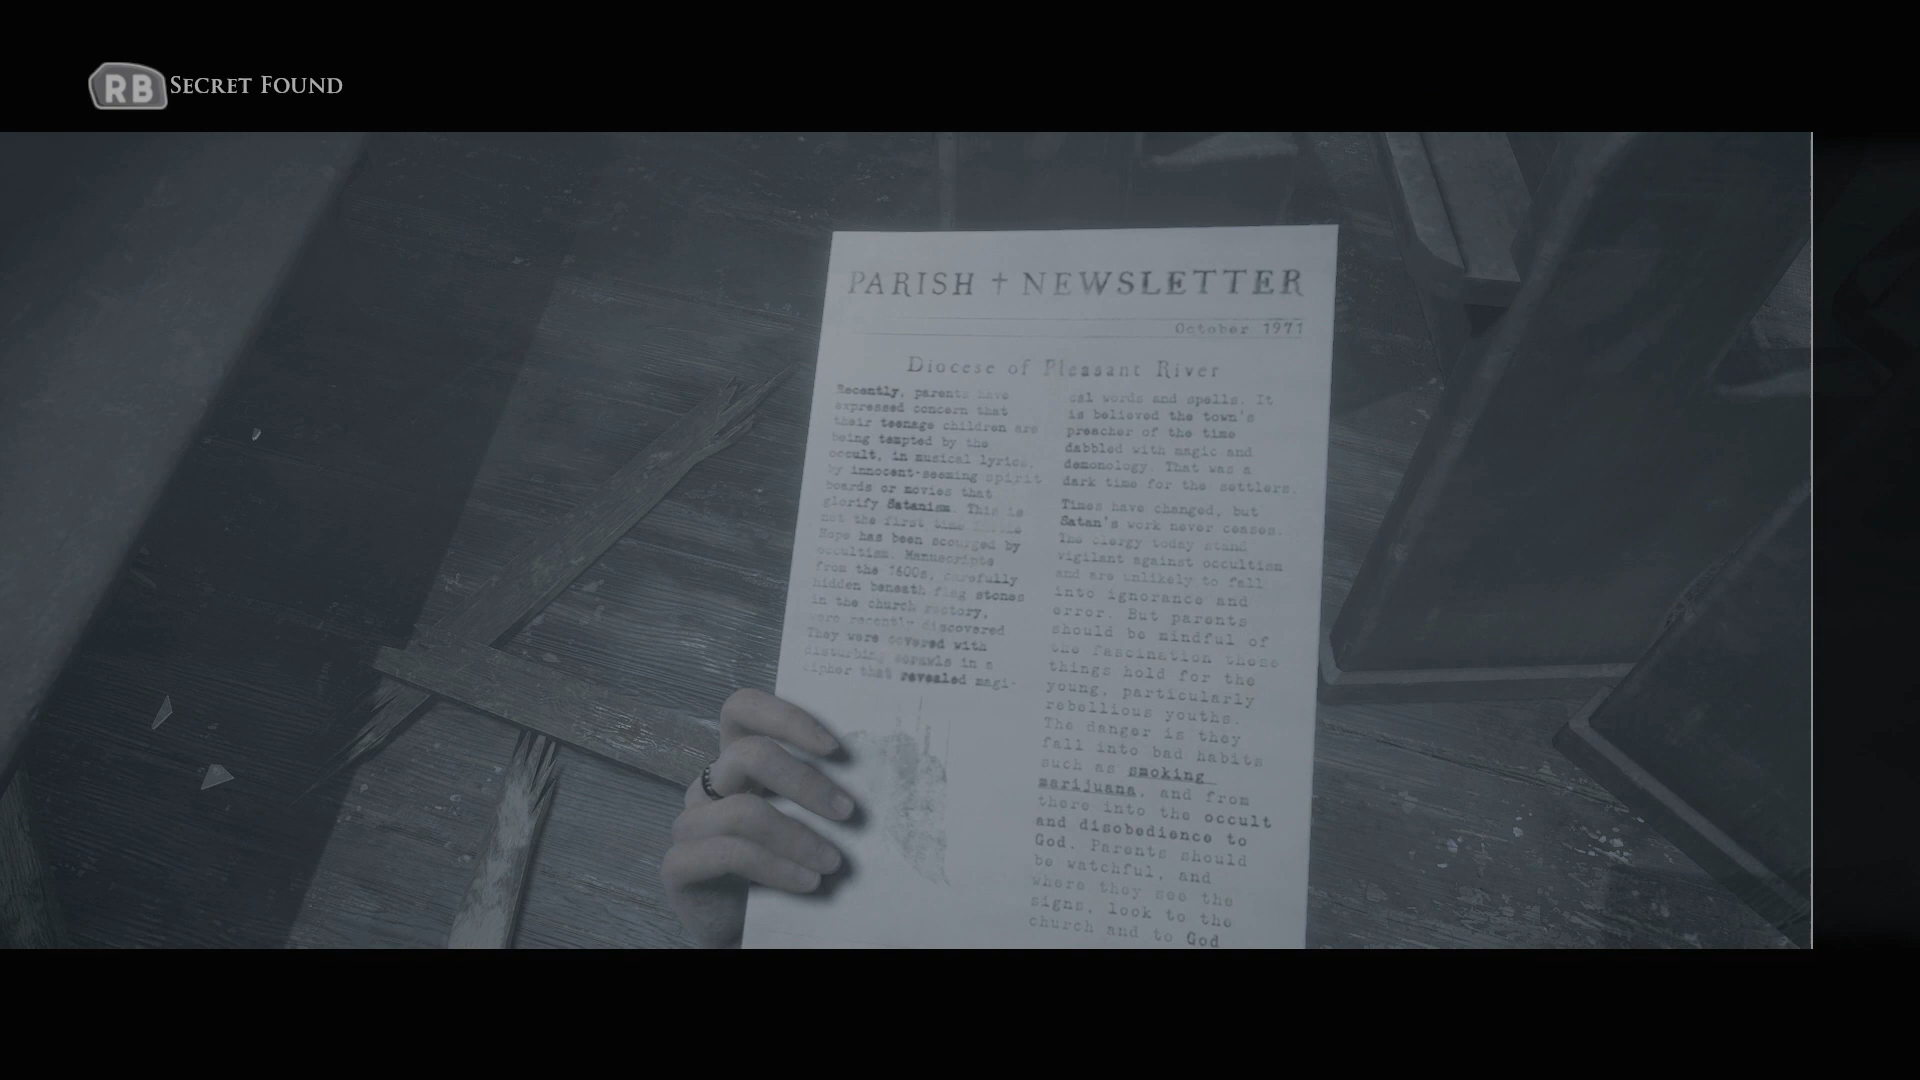 RB Secret Found
PARISH † NEWSLETTER
October 1971
Diocese of Pleasant River
Recently, parents have
expressed concern that
their teenage children are
being tempted by the
occult, in musical lyrics,
by innocent-seeming spirit
boards or movies that
glorify Satanism. This is
not the first time
Hope has been scourged by
occultism. Manuscripts
from the 1600s, carefully
hidden beneath flag stones
in the church rectory,
were recently discovered
They were covered with
disturbing scrawls in a
cipher that revealed magi-
cal words and spells. It
is believed the town's
preacher of the time
dabbled with magic and
demonology. That was a
dark time for the settlers.
Times have changed, but
Satan's work never ceases.
The clergy today stand
vigilant against occultism
and are unlikely to fall
into ignorance and
error. But parents
should be mindful of
the fascination these
things hold for the
young, particularly
rebellious youths.
The danger is they
fall into bad habits
such as smoking
marijuana, and from
there into the occult
and disobedience to
God. Parents should
be watchful, and
where they see the
signs, look to the
church and to God